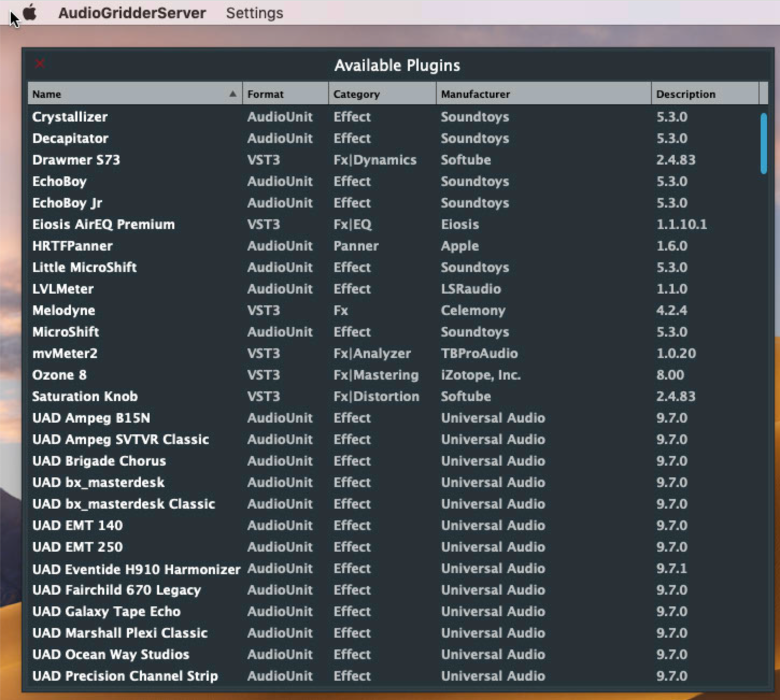 AudioGridderServer Settings
Available Plugins
Name Format Category Manufacturer Description
Crystallizer AudioUnit Effect Soundtoys 5.3.0
Decapitator AudioUnit Effect Soundtoys 5.3.0
Drawmer S73 VST3 Fx|Dynamics Softube 2.4.83
EchoBoy AudioUnit Effect Soundtoys 5.3.0
EchoBoy Jr AudioUnit Effect Soundtoys 5.3.0
Eiosis AirEQ Premium VST3 Fx|EQ Eiosis 1.1.10.1
HRTFPanner AudioUnit Panner Apple 1.6.0
Little MicroShift AudioUnit Effect Soundtoys 5.3.0
LVLMeter AudioUnit Effect LSRaudio 1.1.0
Melodyne VST3 Fx Celemony 4.2.4
MicroShift AudioUnit Effect Soundtoys 5.3.0
mvMeter2 VST3 Fx|Analyzer TBProAudio 1.0.20
Ozone 8 VST3 Fx|Mastering iZotope, Inc. 8.00
Saturation Knob VST3 Fx|Distortion Softube 2.4.83
UAD Ampeg B15N AudioUnit Effect Universal Audio 9.7.0
UAD Ampeg SVTVR Classic AudioUnit Effect Universal Audio 9.7.0
UAD Brigade Chorus AudioUnit Effect Universal Audio 9.7.0
UAD bx_masterdesk AudioUnit Effect Universal Audio 9.7.0
UAD bx_masterdesk Classic AudioUnit Effect Universal Audio 9.7.0
UAD EMT 140 AudioUnit Effect Universal Audio 9.7.0
UAD EMT 250 AudioUnit Effect Universal Audio 9.7.0
UAD Eventide H910 Harmonizer AudioUnit Effect Universal Audio 9.7.1
UAD Fairchild 670 Legacy AudioUnit Effect Universal Audio 9.7.0
UAD Galaxy Tape Echo AudioUnit Effect Universal Audio 9.7.0
UAD Marshall Plexi Classic AudioUnit Effect Universal Audio 9.7.0
UAD Ocean Way Studios AudioUnit Effect Universal Audio 9.7.0
UAD Precision Channel Strip AudioUnit Effect Universal Audio 9.7.0